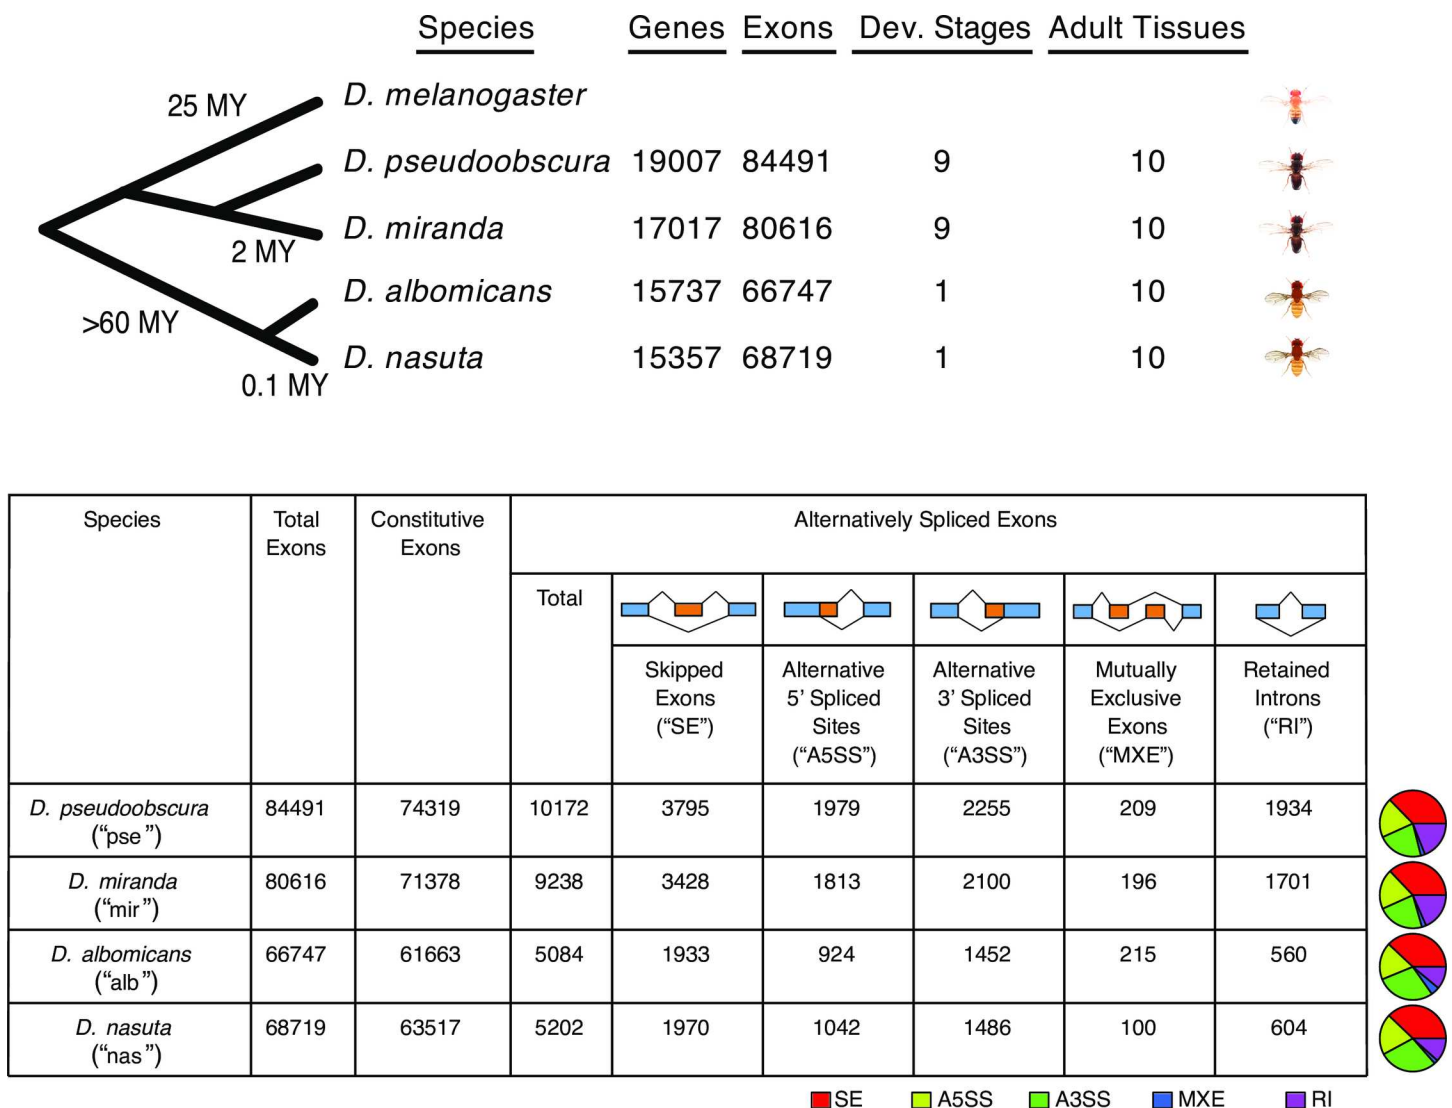 Species Genes Exons Dev. Stages Adult Tissues
25 MY
D. melanogaster
D. pseudoobscura 19007 84491 9 10
D. miranda 17017 80616 9 10
2 MY
D. albomicans 15737 66747 1 10
>60 MY
D. nasuta 15357 68719 1 10
0.1 MY
Species
Total
Exons
Constitutive
Exons
Alternatively Spliced Exons
Total
Skipped
Exons
(“SE”)
Alternative
5’ Spliced
Sites
(“A5SS”)
Alternative
3’ Spliced
Sites
(“A3SS”)
Mutually
Exclusive
Exons
(“MXE”)
Retained
Introns
(“RI”)
D. pseudoobscura 84491 74319 10172 3795 1979 2255 209 1934
(“pse”)
D. miranda 80616 71378 9238 3428 1813 2100 196 1701
(“mir”)
D. albomicans 66747 61663 5084 1933 924 1452 215 560
(“alb”)
D. nasuta 68719 63517 5202 1970 1042 1486 100 604
(“nas”)
SE A5SS A3SS MXE RI